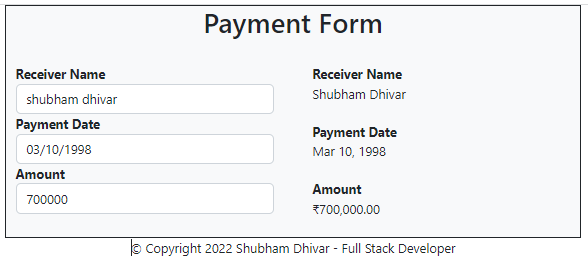 Payment Form
Receiver Name
shubham dhivar
Payment Date
03/10/1998
Amount
700000
Receiver Name
Shubham Dhivar
Payment Date
Mar 10, 1998
Amount
₹700,000.00
© Copyright 2022 Shubham Dhivar - Full Stack Developer